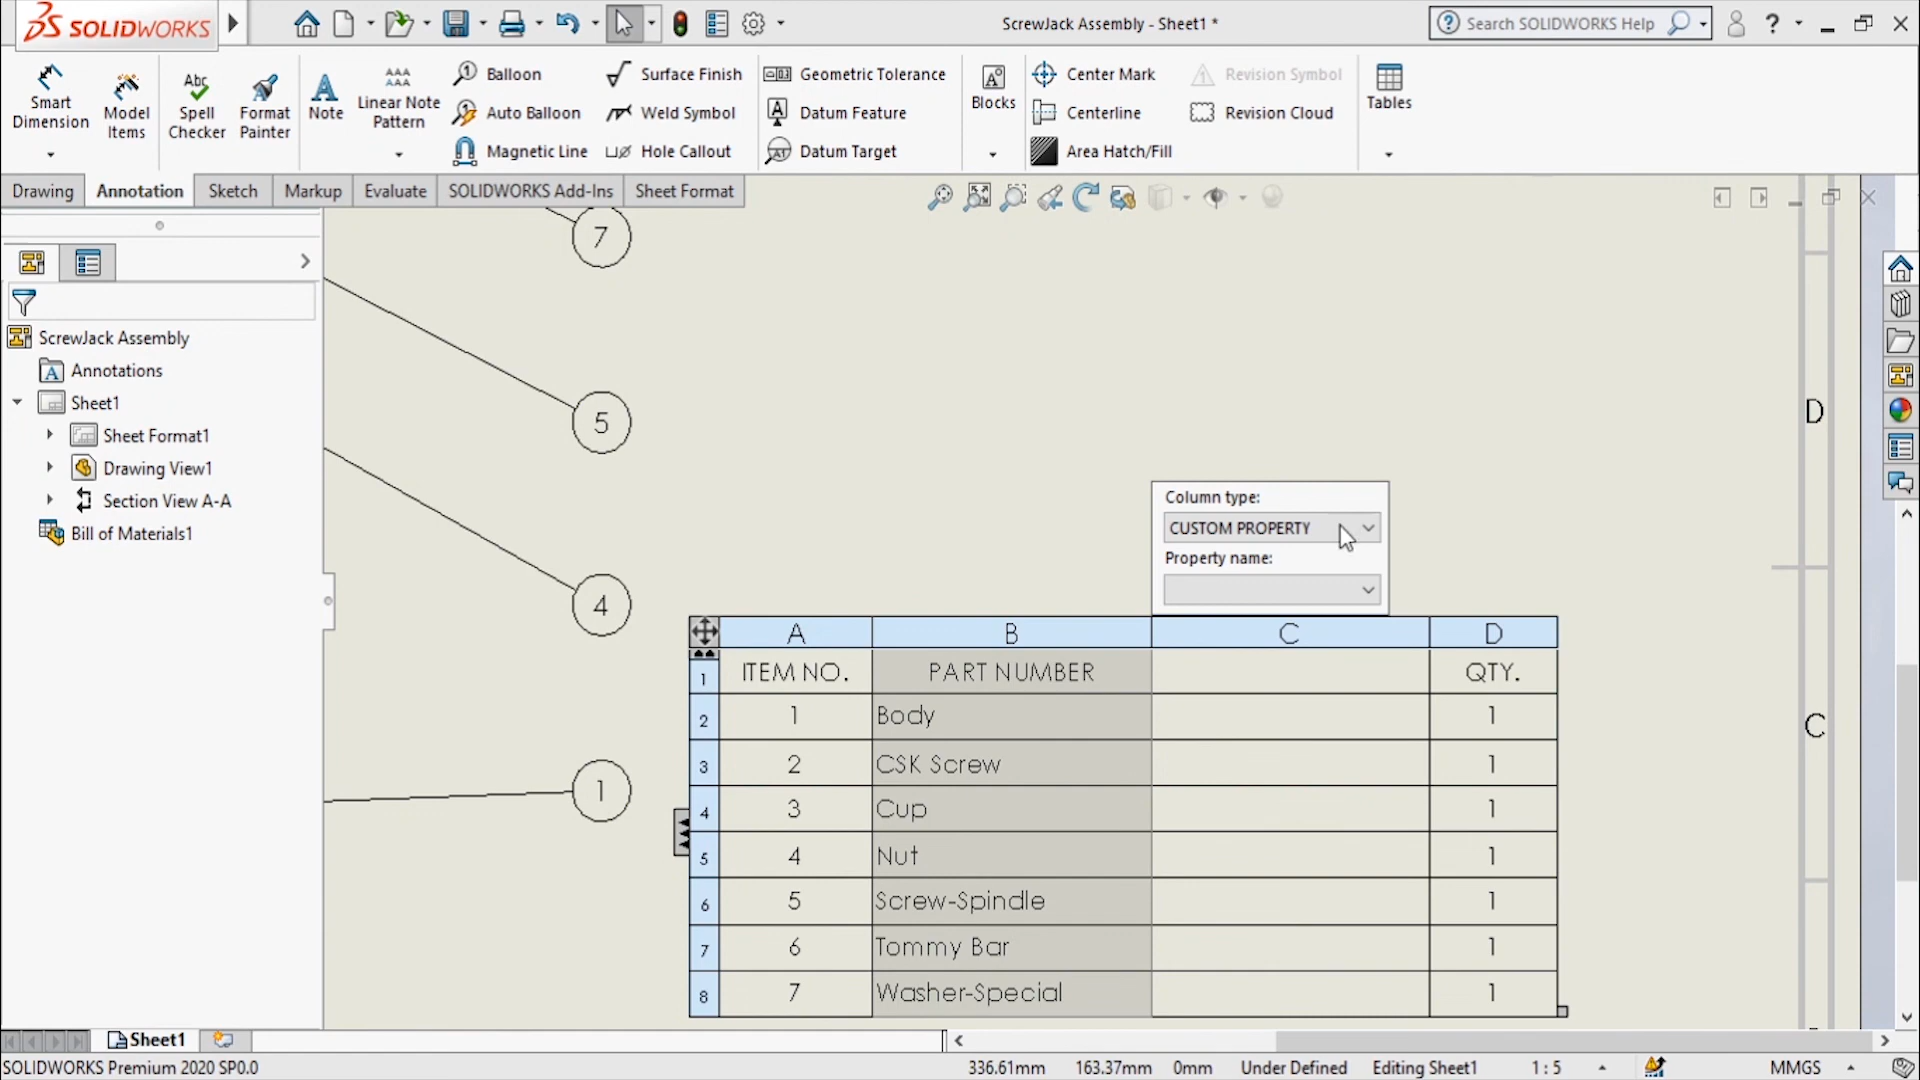 SOLIDWORKS
ScrewJack Assembly - Sheet1 *
Search SOLIDWORKS Help
?
Smart Dimension
Model Items
Abc
Spell Checker
Format Painter
A
Note
AAA
AAA
Linear Note Pattern
Balloon
Auto Balloon
Magnetic Line
Surface Finish
Weld Symbol
Hole Callout
Geometric Tolerance
Datum Feature
Datum Target
Blocks
Center Mark
Centerline
Area Hatch/Fill
Revision Symbol
Revision Cloud
Tables
Drawing
Annotation
Sketch
Markup
Evaluate
SOLIDWORKS Add-Ins
Sheet Format
ScrewJack Assembly
Annotations
Sheet1
Sheet Format1
Drawing View1
Section View A-A
Bill of Materials1
7
5
4
1
D
C
Column type:
CUSTOM PROPERTY
Property name:
A B C D
1 ITEM NO. PART NUMBER QTY.
2 1 Body 1
3 2 CSK Screw 1
4 3 Cup 1
5 4 Nut 1
6 5 Screw-Spindle 1
7 6 Tommy Bar 1
8 7 Washer-Special 1
Sheet1
SOLIDWORKS Premium 2020 SP0.0
336.61mm 163.37mm 0mm Under Defined Editing Sheet1 1 : 5 MMGS